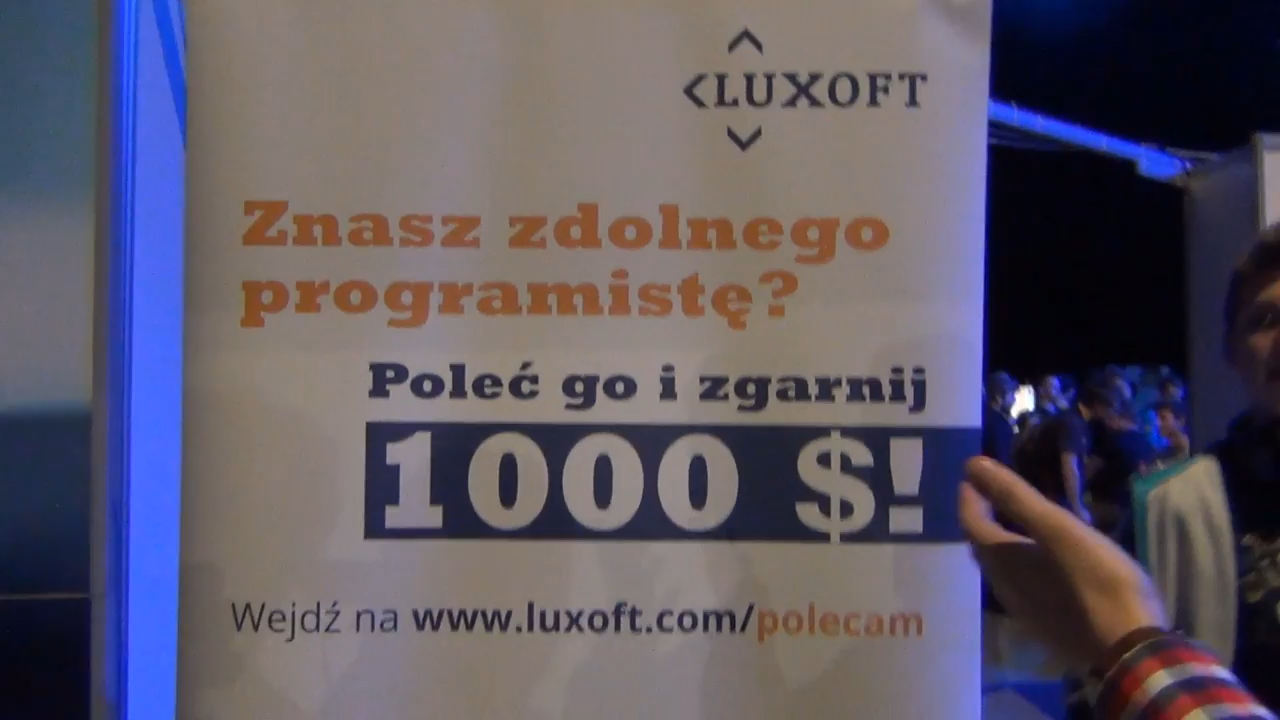 LUXOFT
Znasz zdolnego
programistę?
Poleć go i zgarnij
1000 $!
Wejdź na www.luxoft.com/polecam